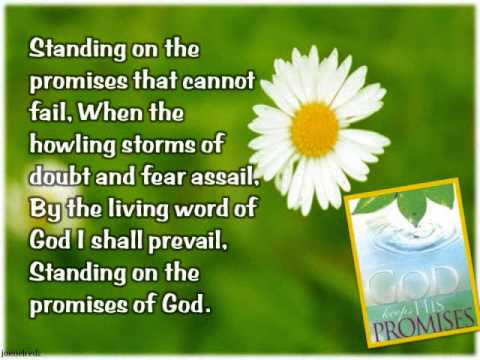 Standing on the
promises that cannot
fail, When the
howling storms of
doubt and fear assail,
By the living word of
God I shall prevail,
Standing on the
promises of God.
GOD
keeps HIS
PROMISES